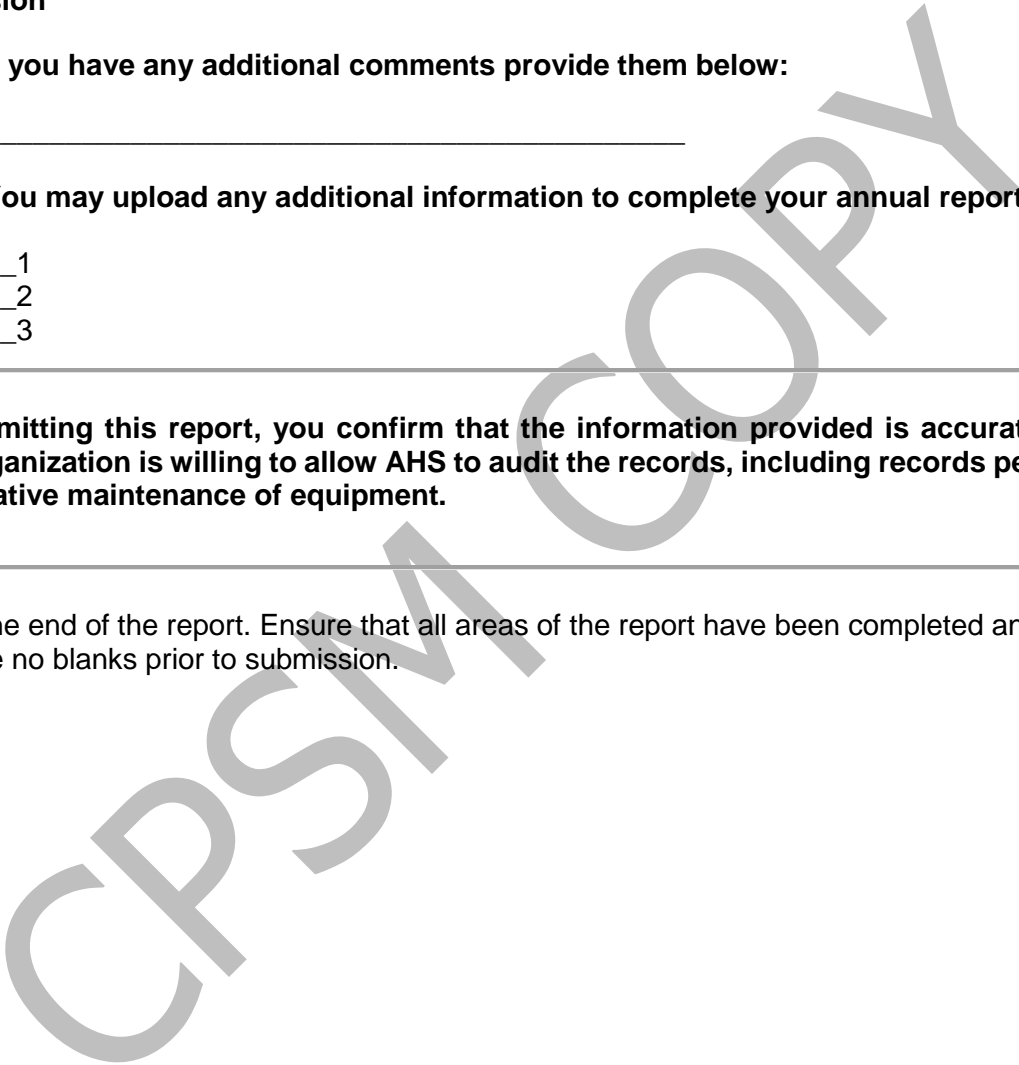 sion
you have any additional comments provide them below:
___________________________________________
You may upload any additional information to complete your annual report
_1
_2
_3
mitting this report, you confirm that the information provided is accurat
ganization is willing to allow AHS to audit the records, including records pe
ative maintenance of equipment.
he end of the report. Ensure that all areas of the report have been completed an
e no blanks prior to submission.
CPSM COPY